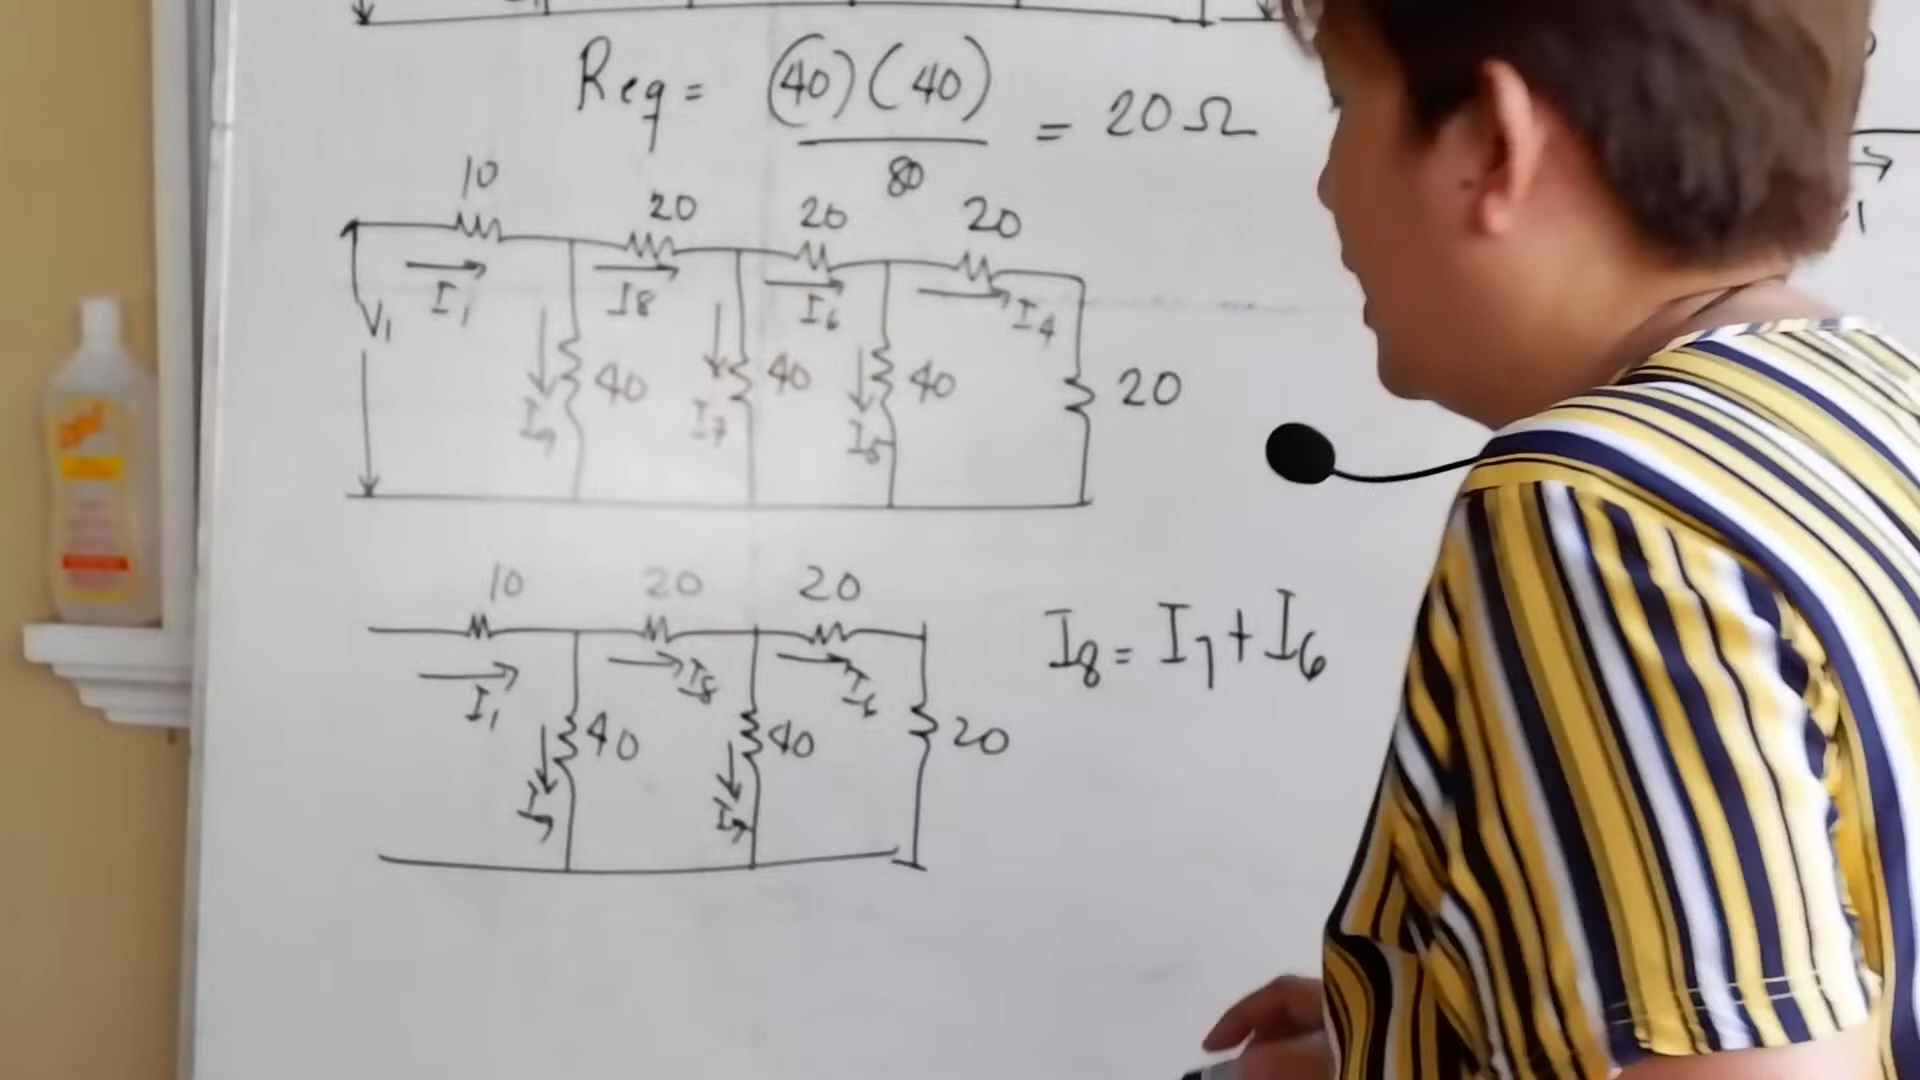 Req = (40)(40) / 80 = 20 Ω
10 20 20 20
V1 I1 I8 I6 I4
40 40 40 20
I9 I7 I5
10 20 20
I1 I8 I6
I8 = I7 + I6
40 40 20
I9 I7